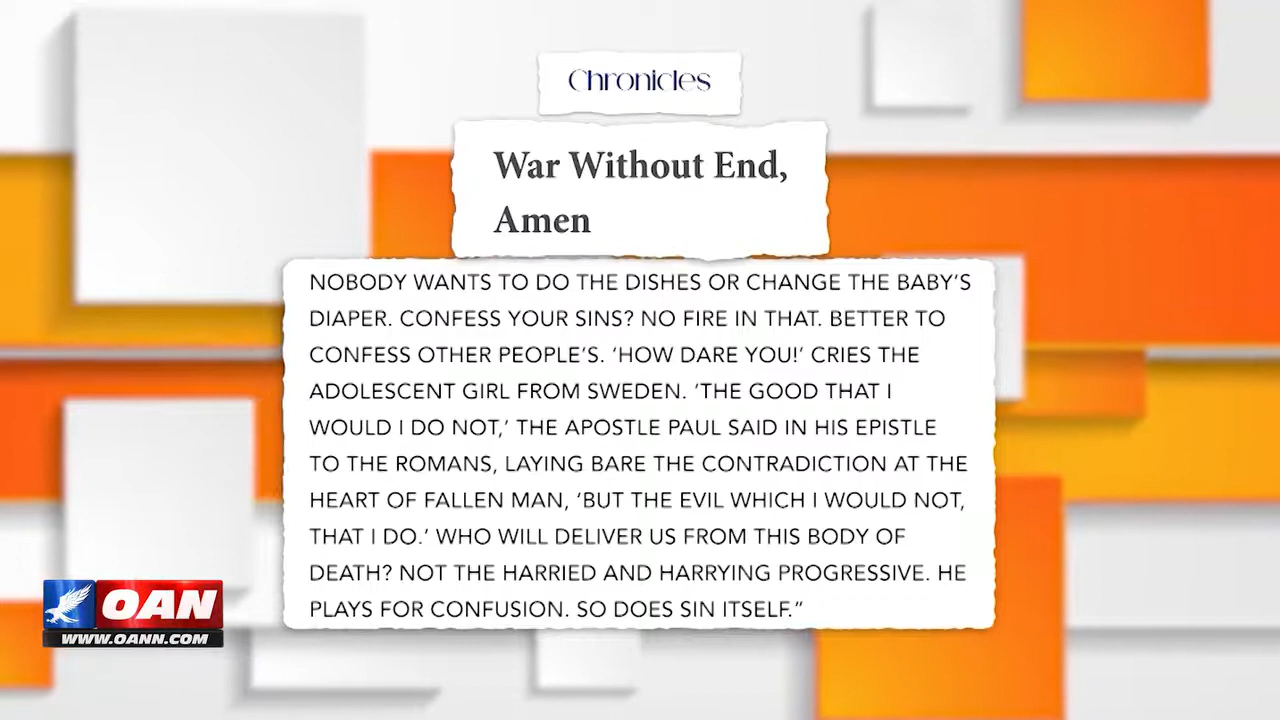 Chronicles
War Without End,
Amen
NOBODY WANTS TO DO THE DISHES OR CHANGE THE BABY’S
DIAPER. CONFESS YOUR SINS? NO FIRE IN THAT. BETTER TO
CONFESS OTHER PEOPLE’S. ‘HOW DARE YOU!’ CRIES THE
ADOLESCENT GIRL FROM SWEDEN. ‘THE GOOD THAT I
WOULD I DO NOT,’ THE APOSTLE PAUL SAID IN HIS EPISTLE
TO THE ROMANS, LAYING BARE THE CONTRADICTION AT THE
HEART OF FALLEN MAN, ‘BUT THE EVIL WHICH I WOULD NOT,
THAT I DO.’ WHO WILL DELIVER US FROM THIS BODY OF
DEATH? NOT THE HARRIED AND HARRYING PROGRESSIVE. HE
PLAYS FOR CONFUSION. SO DOES SIN ITSELF.”
OAN
WWW.OANN.COM